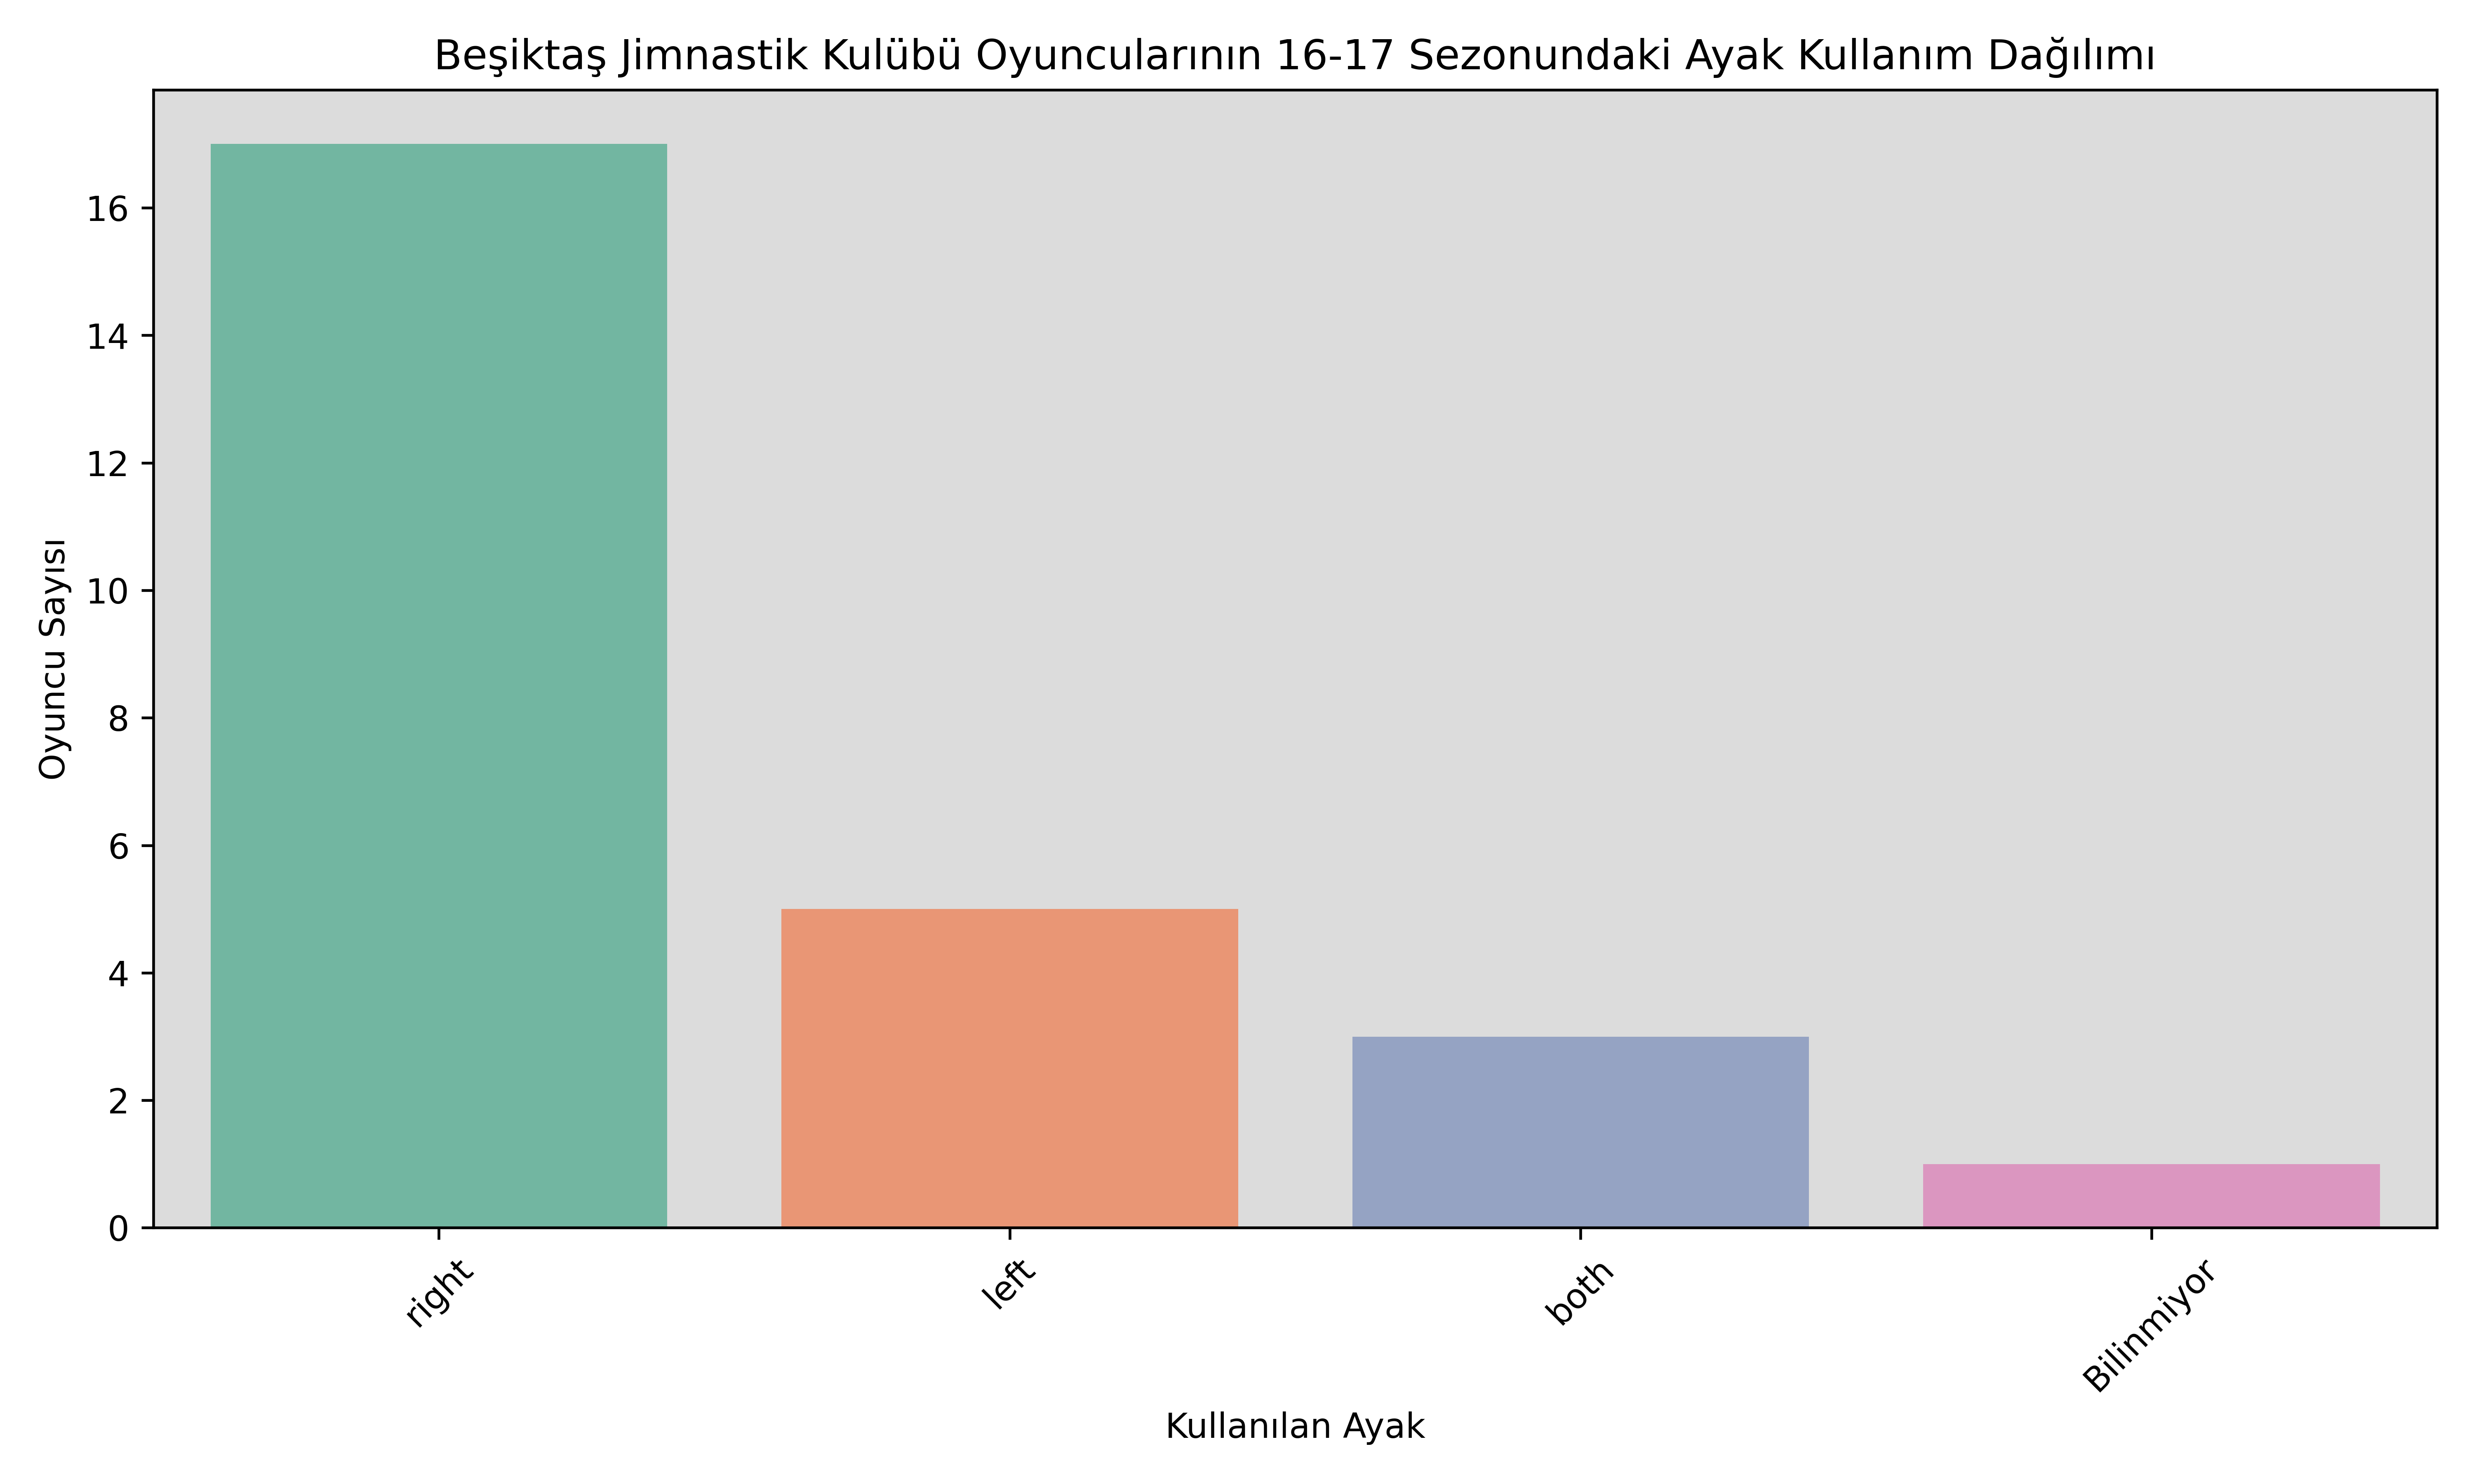 Beşiktaş Jimnastik Kulübü Oyuncularının 16-17 Sezonundaki Ayak Kullanım Dağılımı
Oyuncu Sayısı
16
14
12
10
8
6
4
2
0
right
left
both
Bilinmiyor
Kullanılan Ayak